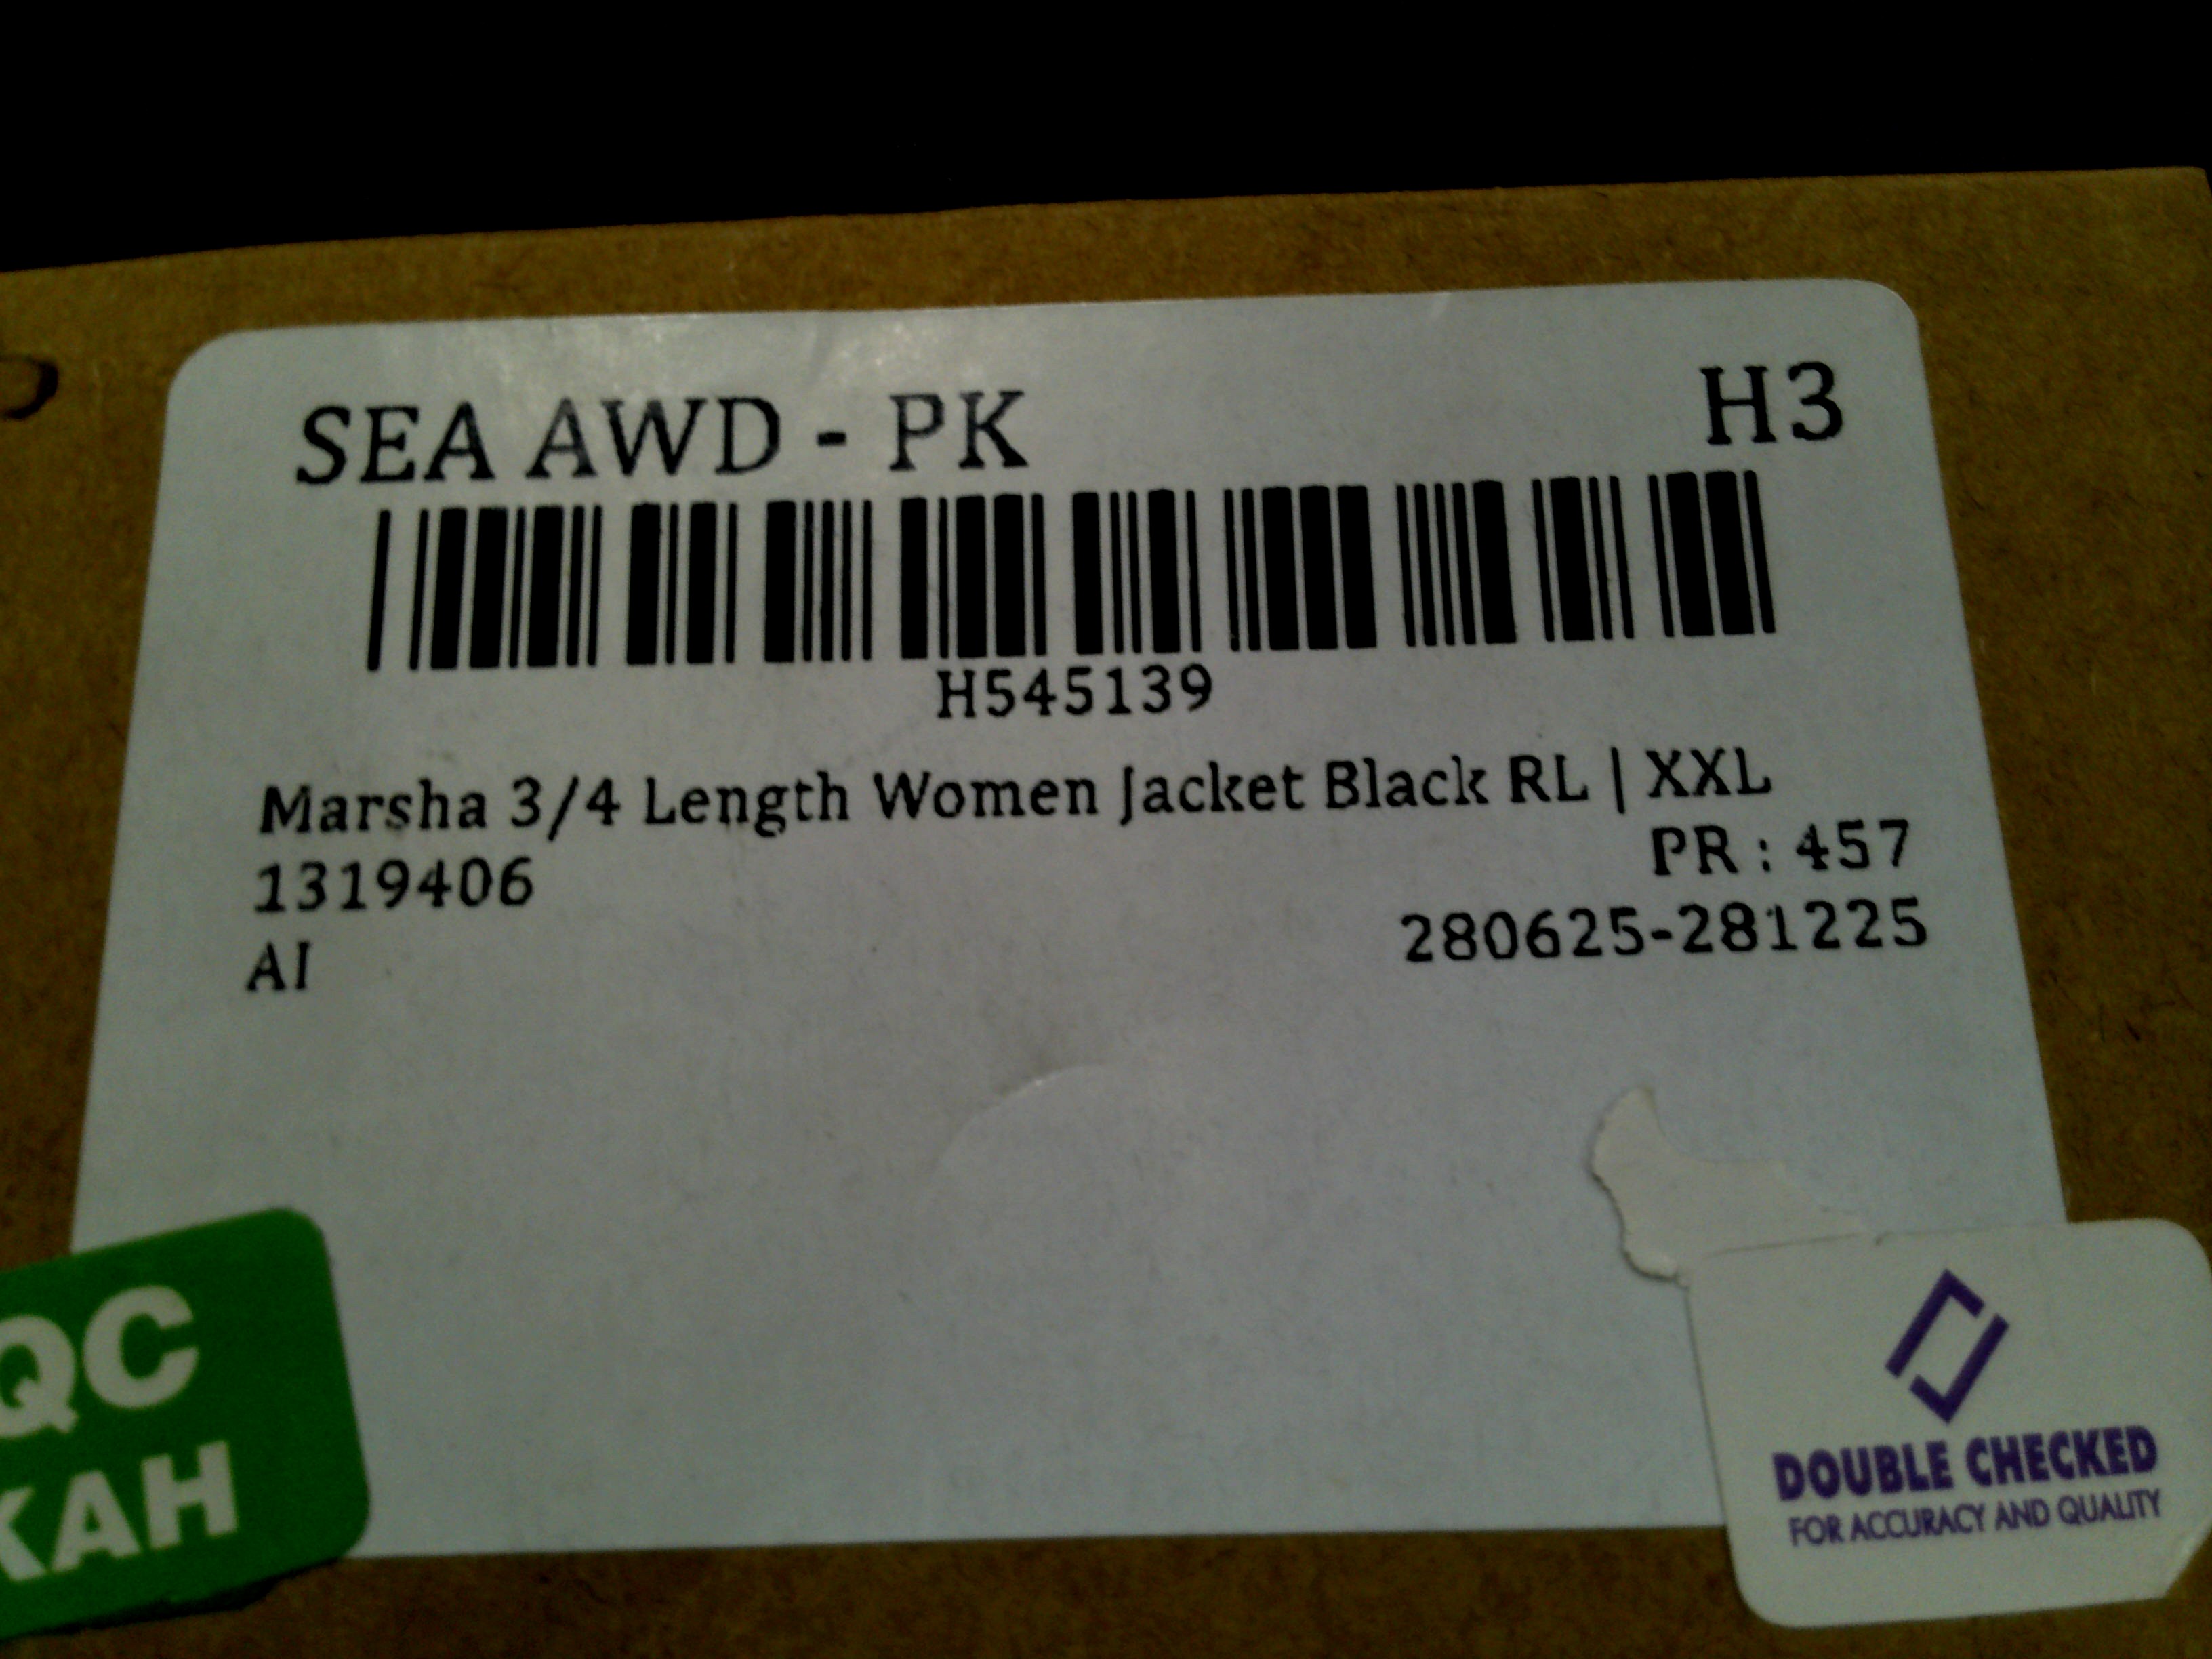 SEA AWD - PK
H3
H545139
Marsha 3/4 Length Women Jacket Black RL | XXL
1319406
PR : 457
AI
280625-281225
QC
KAH
DOUBLE CHECKED
FOR ACCURACY AND QUALITY